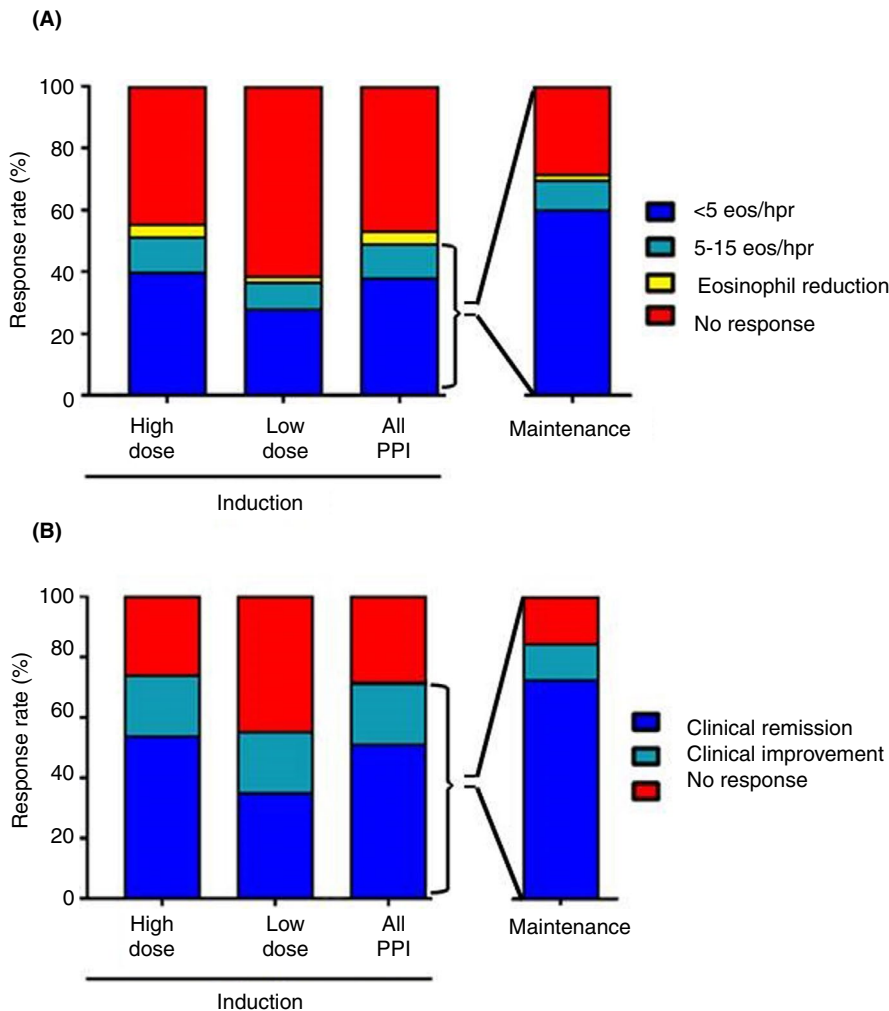 (A)
Response rate (%)
100
80
60
40
20
0
High
dose
Low
dose
All
PPI
Induction
Maintenance
<5 eos/hpr
5-15 eos/hpr
Eosinophil reduction
No response
(B)
Response rate (%)
100
80
60
40
20
0
High
dose
Low
dose
All
PPI
Induction
Maintenance
Clinical remission
Clinical improvement
No response